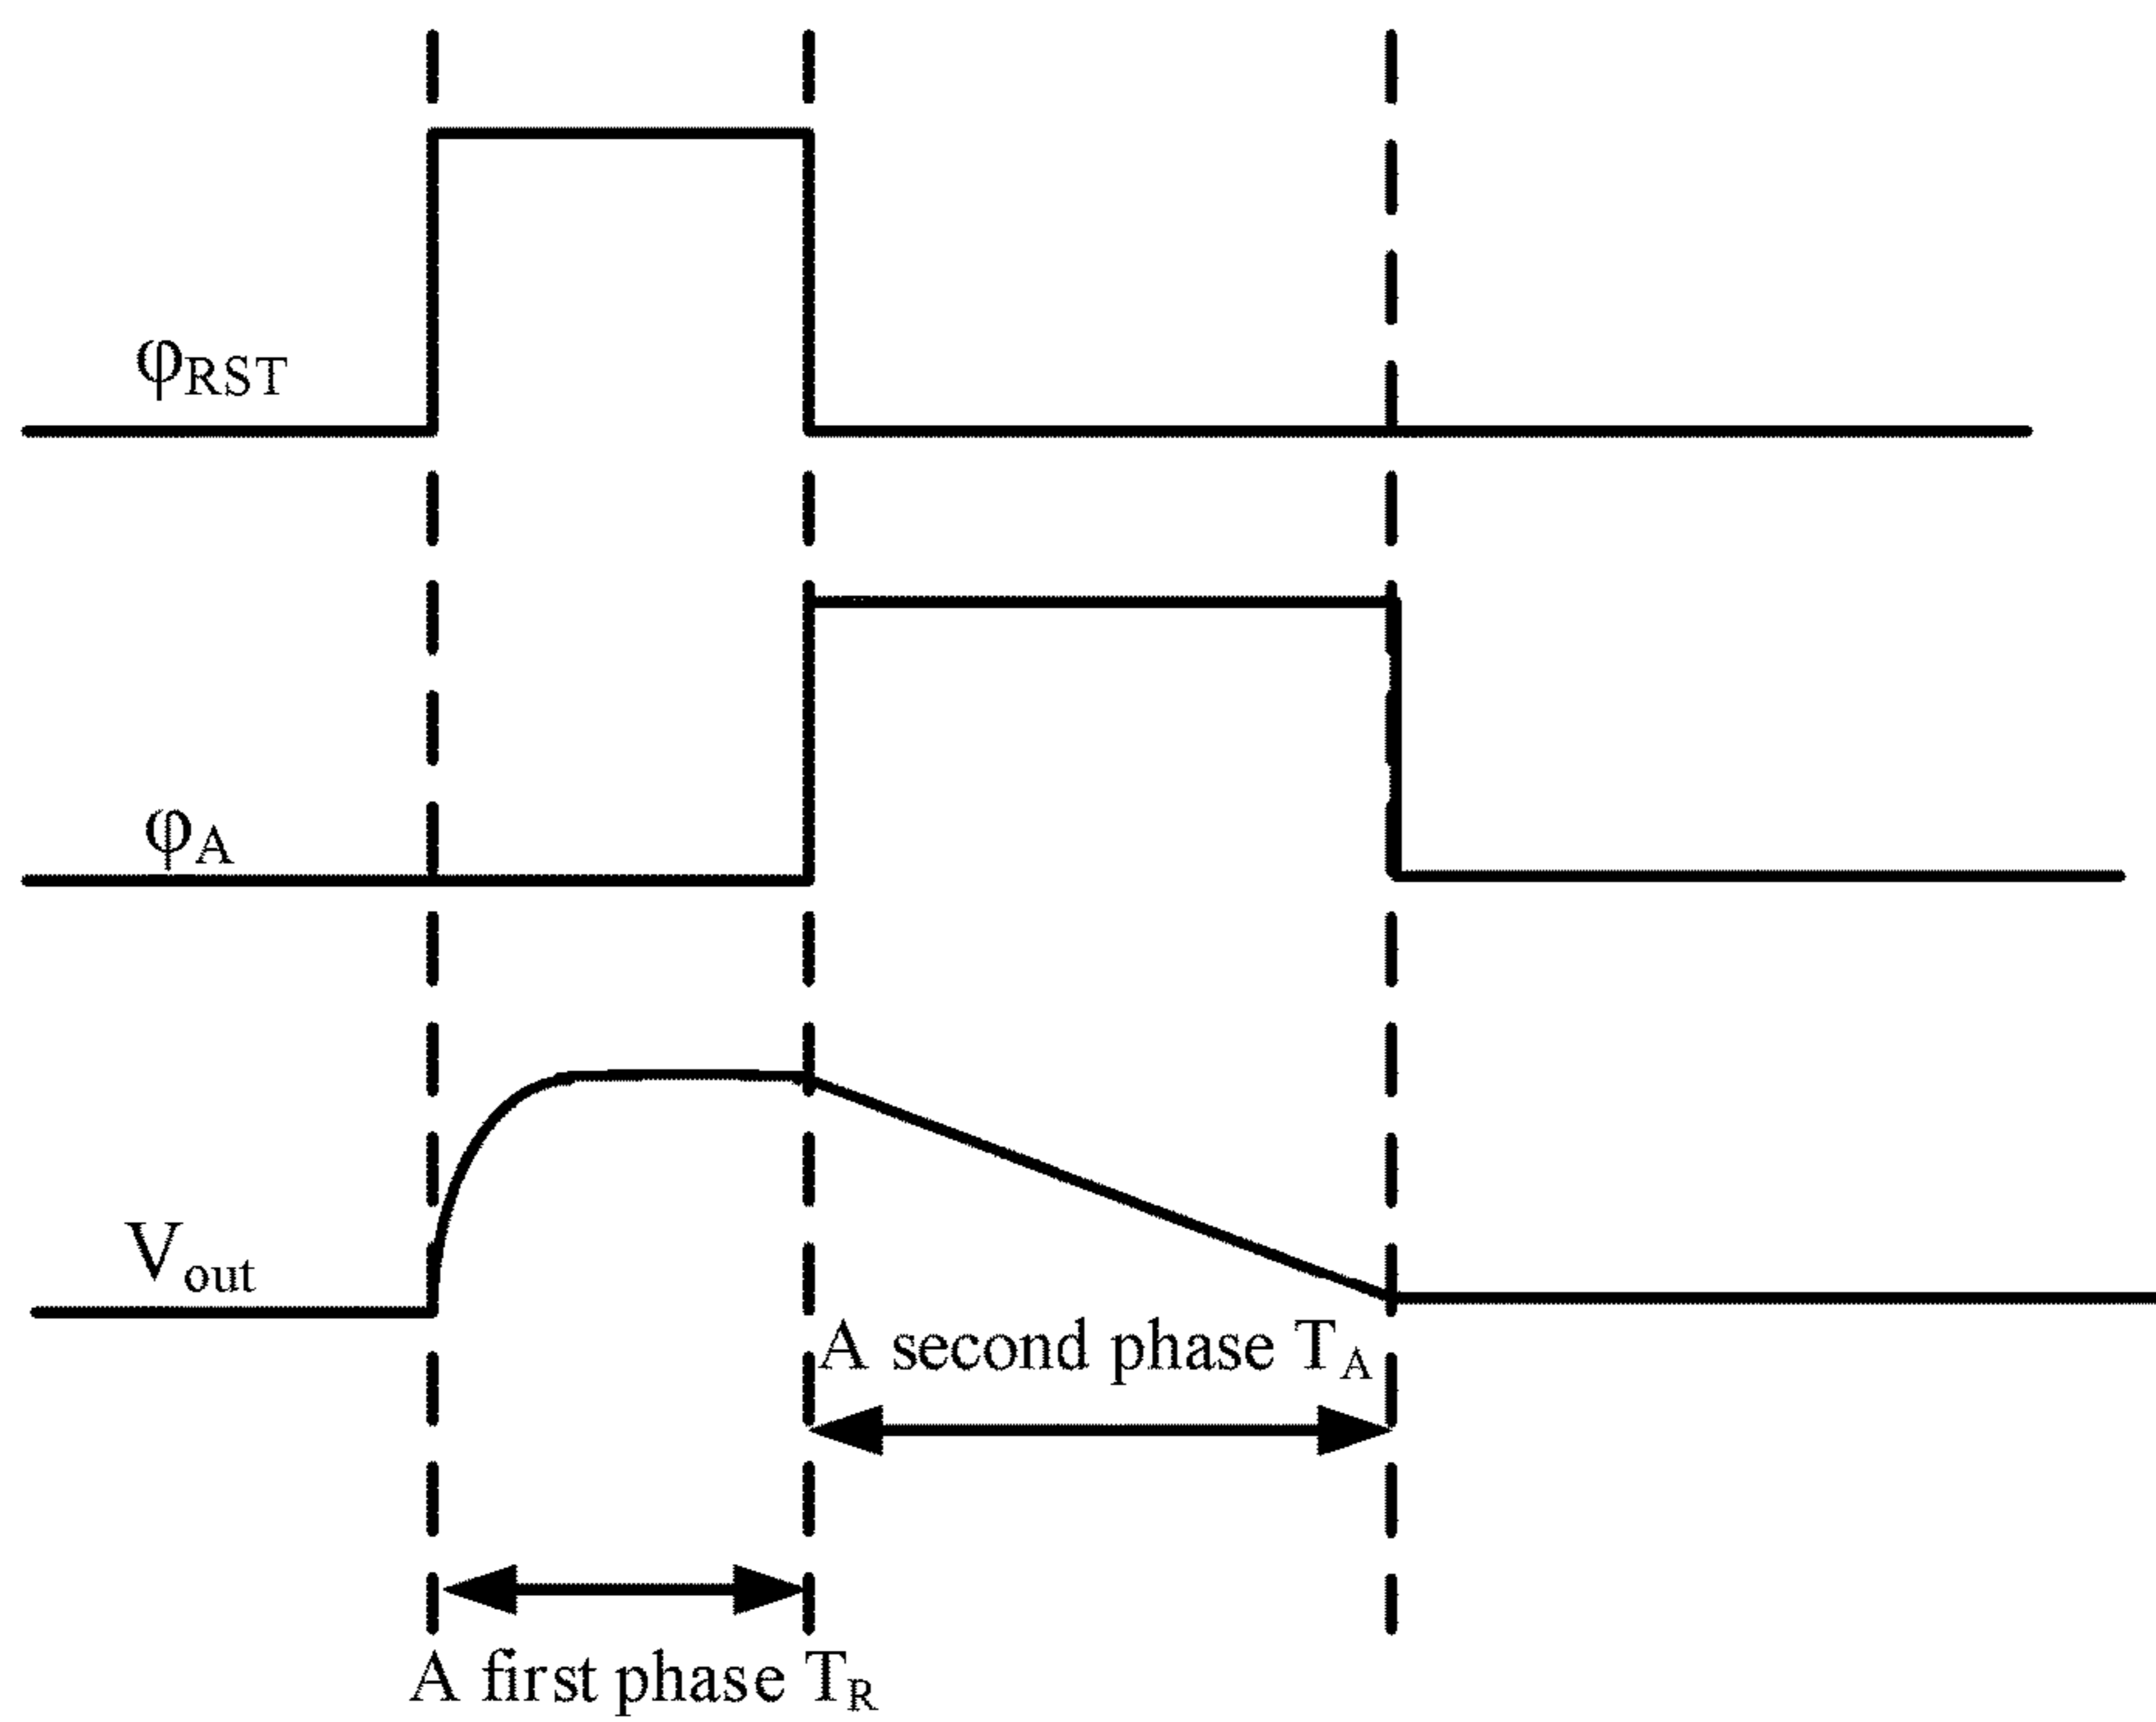 φRST
φA
Vout
A second phase TA
A first phase TR